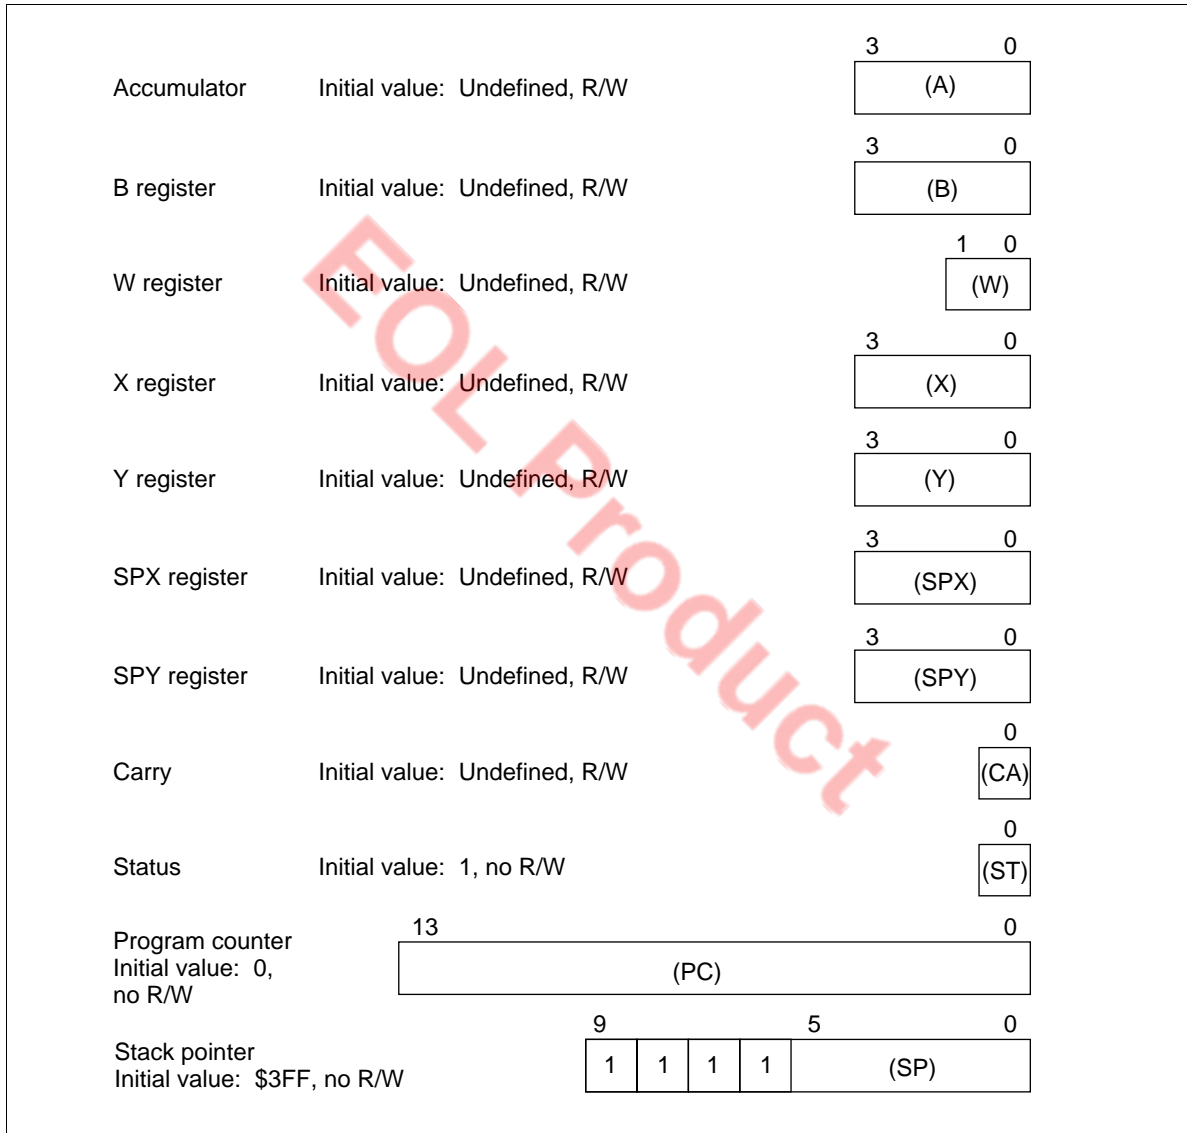 3 0
Accumulator Initial value: Undefined, R/W (A)
3 0
B register Initial value: Undefined, R/W (B)
1 0
W register Initial value: Undefined, R/W (W)
3 0
X register Initial value: Undefined, R/W (X)
3 0
Y register Initial value: Undefined, R/W (Y)
3 0
SPX register Initial value: Undefined, R/W (SPX)
3 0
SPY register Initial value: Undefined, R/W (SPY)
0
Carry Initial value: Undefined, R/W (CA)
0
Status Initial value: 1, no R/W (ST)
13 0
Program counter
Initial value: 0,
no R/W
(PC)
9 5 0
Stack pointer
Initial value: $3FF, no R/W
1 1 1 1 (SP)
EOL Product